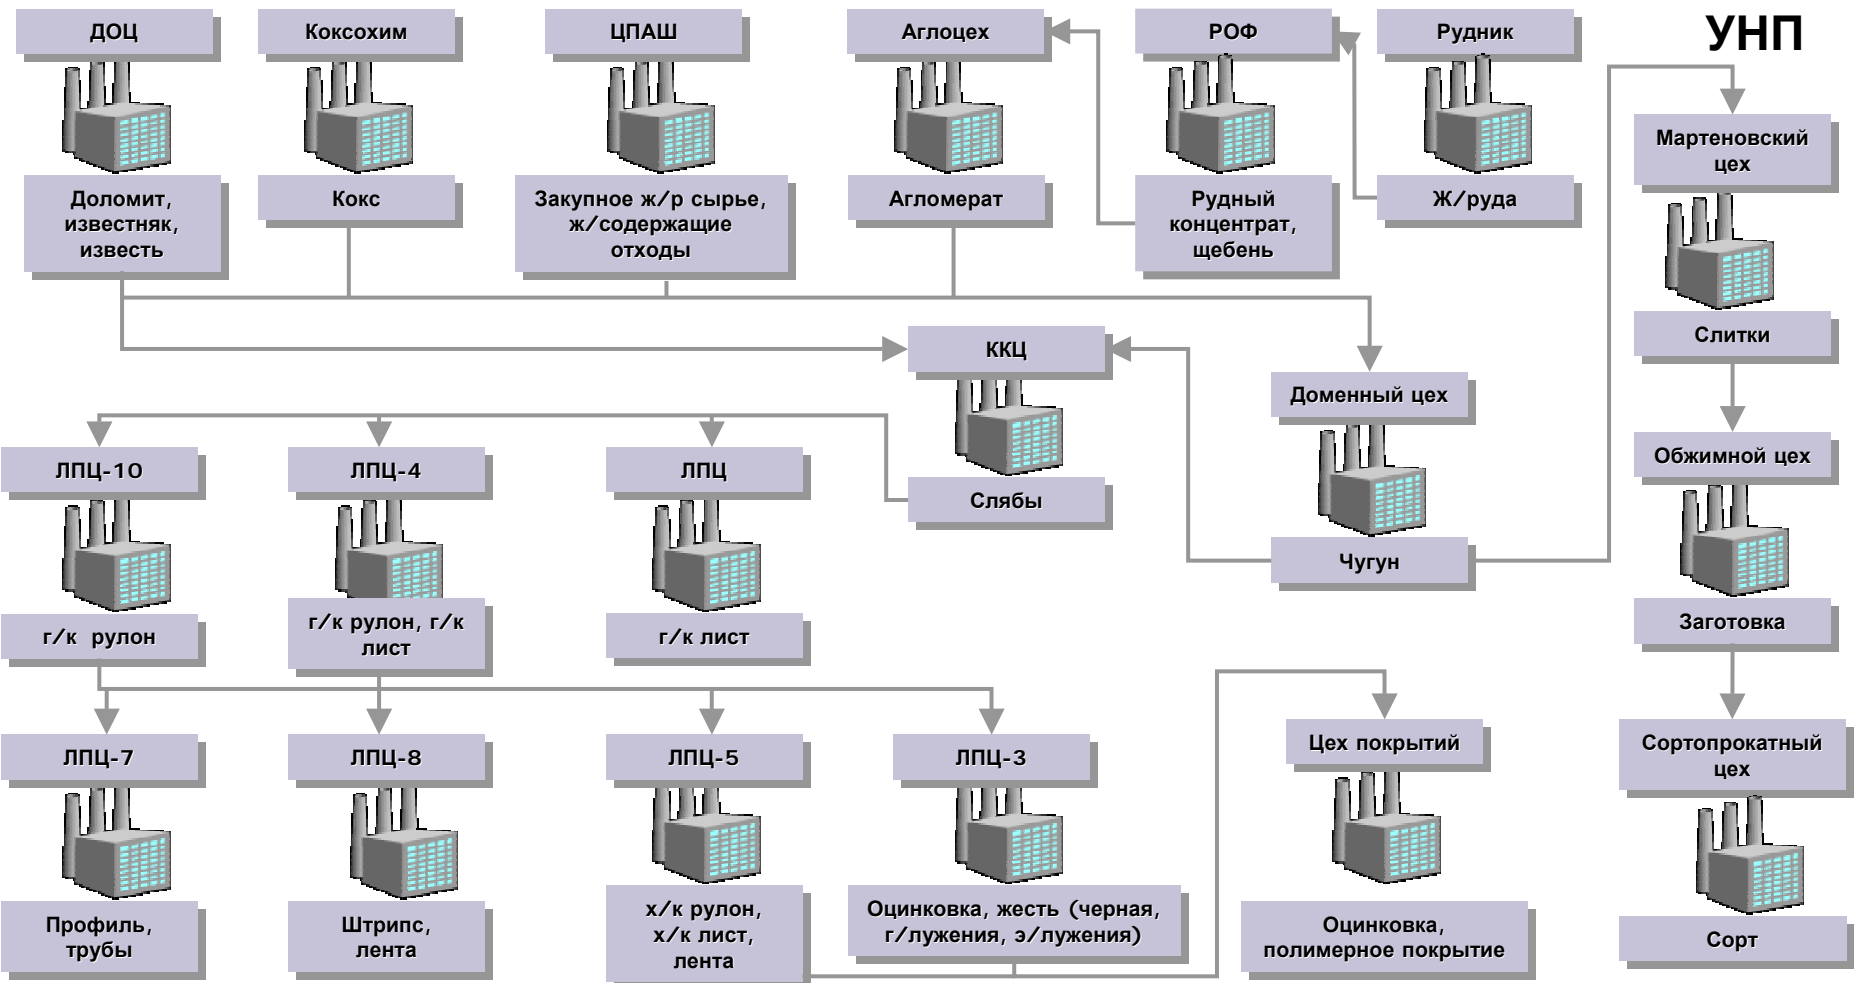 УНП
ДОЦ
Коксохим
ЦПАШ
Аглоцех
РОФ
Рудник
Мартеновский
цех
Доломит,
известняк,
известь
Кокс
Закупное ж/р сырье,
ж/содержащие
отходы
Агломерат
Рудный
концентрат,
щебень
Ж/руда
Слитки
ККЦ
Доменный цех
Обжимной цех
ЛПЦ-10
ЛПЦ-4
ЛПЦ
Слябы
Чугун
Заготовка
г/к  рулон
г/к рулон, г/к
лист
г/к лист
ЛПЦ-7
ЛПЦ-8
ЛПЦ-5
ЛПЦ-3
Цех покрытий
Сортопрокатный
цех
Профиль,
трубы
Штрипс,
лента
х/к рулон,
х/к лист,
лента
Оцинковка, жесть (черная,
г/лужения, э/лужения)
Оцинковка,
полимерное покрытие
Сорт